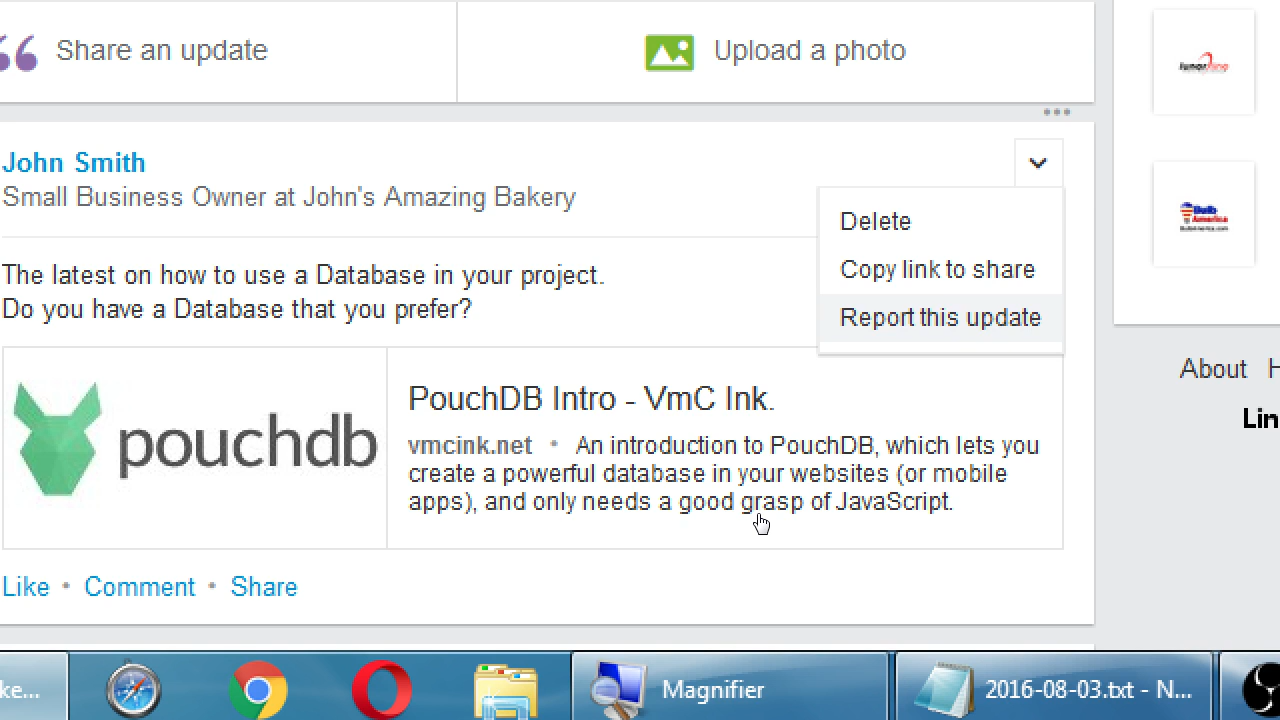 Share an update
Upload a photo
John Smith
Small Business Owner at John's Amazing Bakery
Delete
Copy link to share
Report this update
The latest on how to use a Database in your project.
Do you have a Database that you prefer?
pouchdb
PouchDB Intro - VmC Ink.
vmcink.net • An introduction to PouchDB, which lets you
create a powerful database in your websites (or mobile
apps), and only needs a good grasp of JavaScript.
Like • Comment • Share
Bulb
America
About H
Lin
ke...
Magnifier
2016-08-03.txt - N...